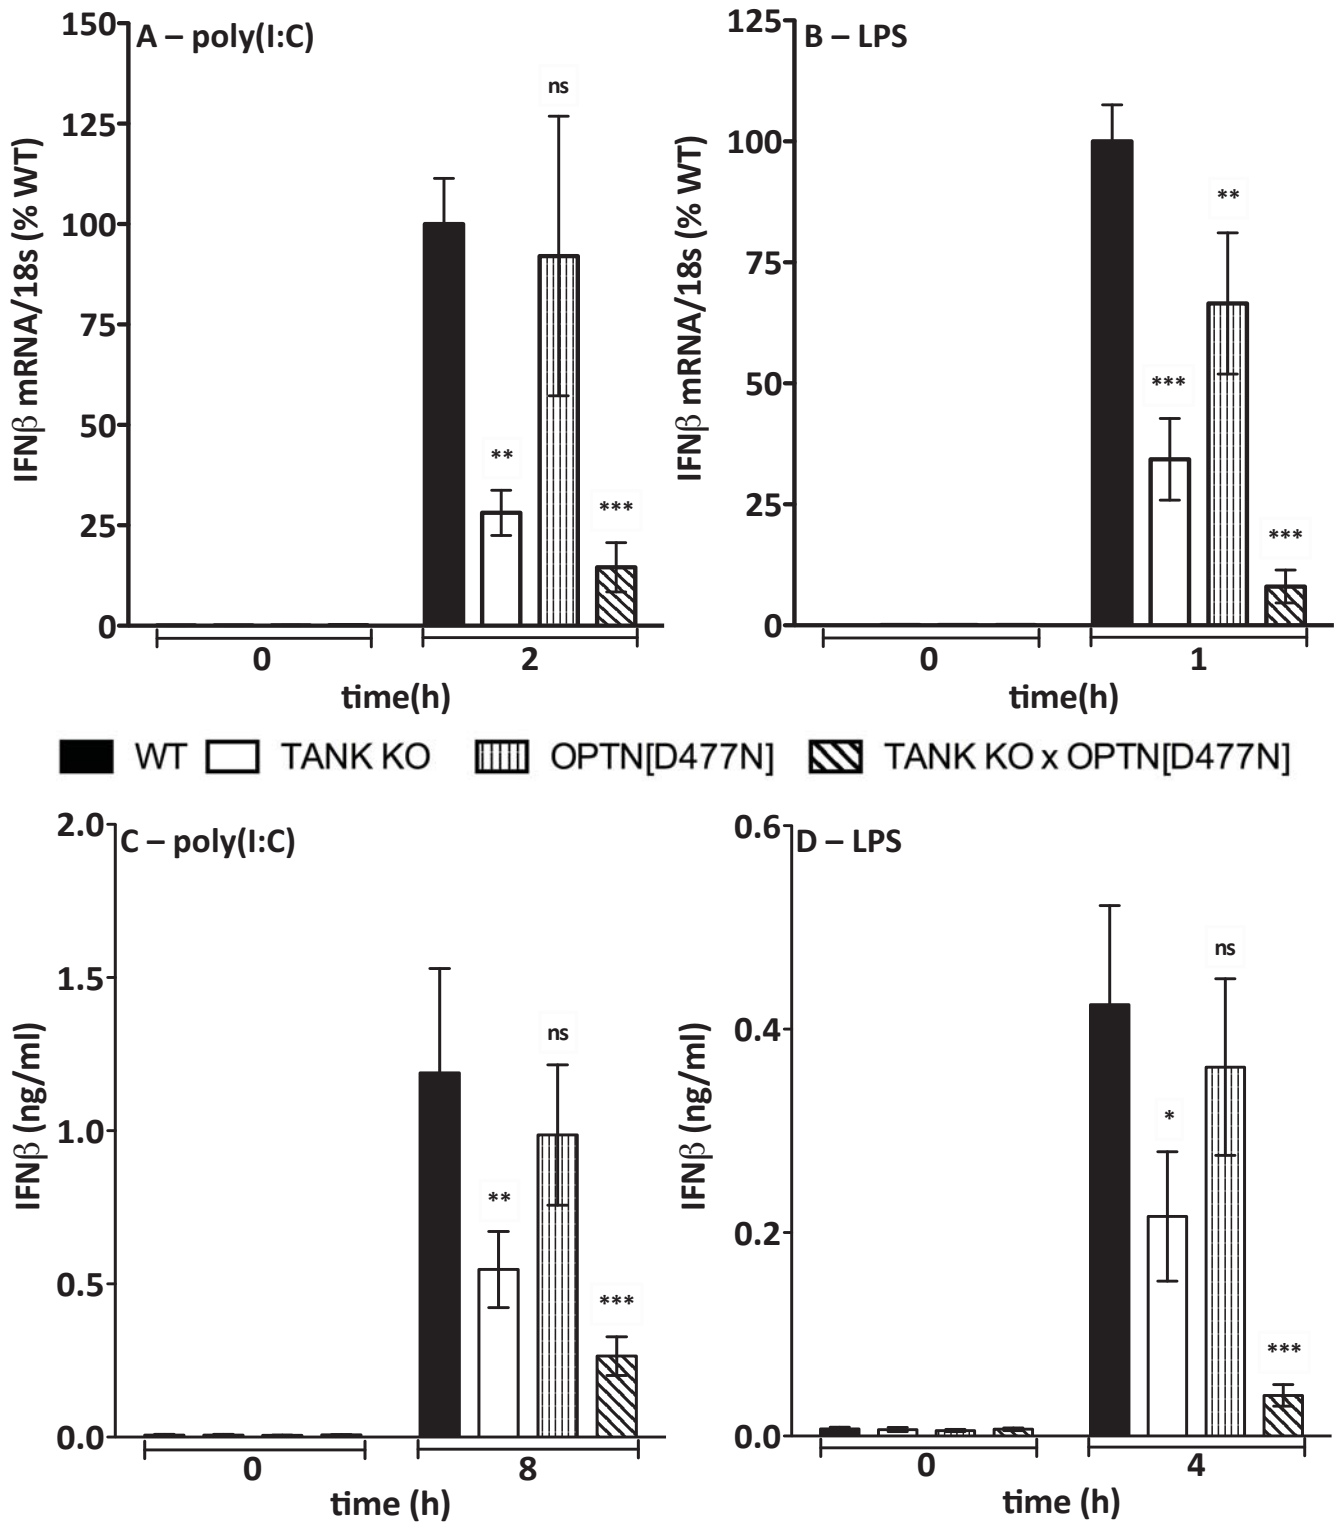 A – poly(I:C)
IFNβ mRNA/18s (% WT)
150
125
100
75
50
25
0
ns
**
***
0
2
time(h)
B – LPS
IFNβ mRNA/18s (% WT)
125
100
75
50
25
0
***
**
***
0
1
time(h)
WT TANK KO OPTN[D477N] TANK KO x OPTN[D477N]
C – poly(I:C)
IFNβ (ng/ml)
2.0
1.5
1.0
0.5
0.0
**
ns
***
0
8
time (h)
D – LPS
IFNβ (ng/ml)
0.6
0.4
0.2
0.0
*
ns
***
0
4
time (h)